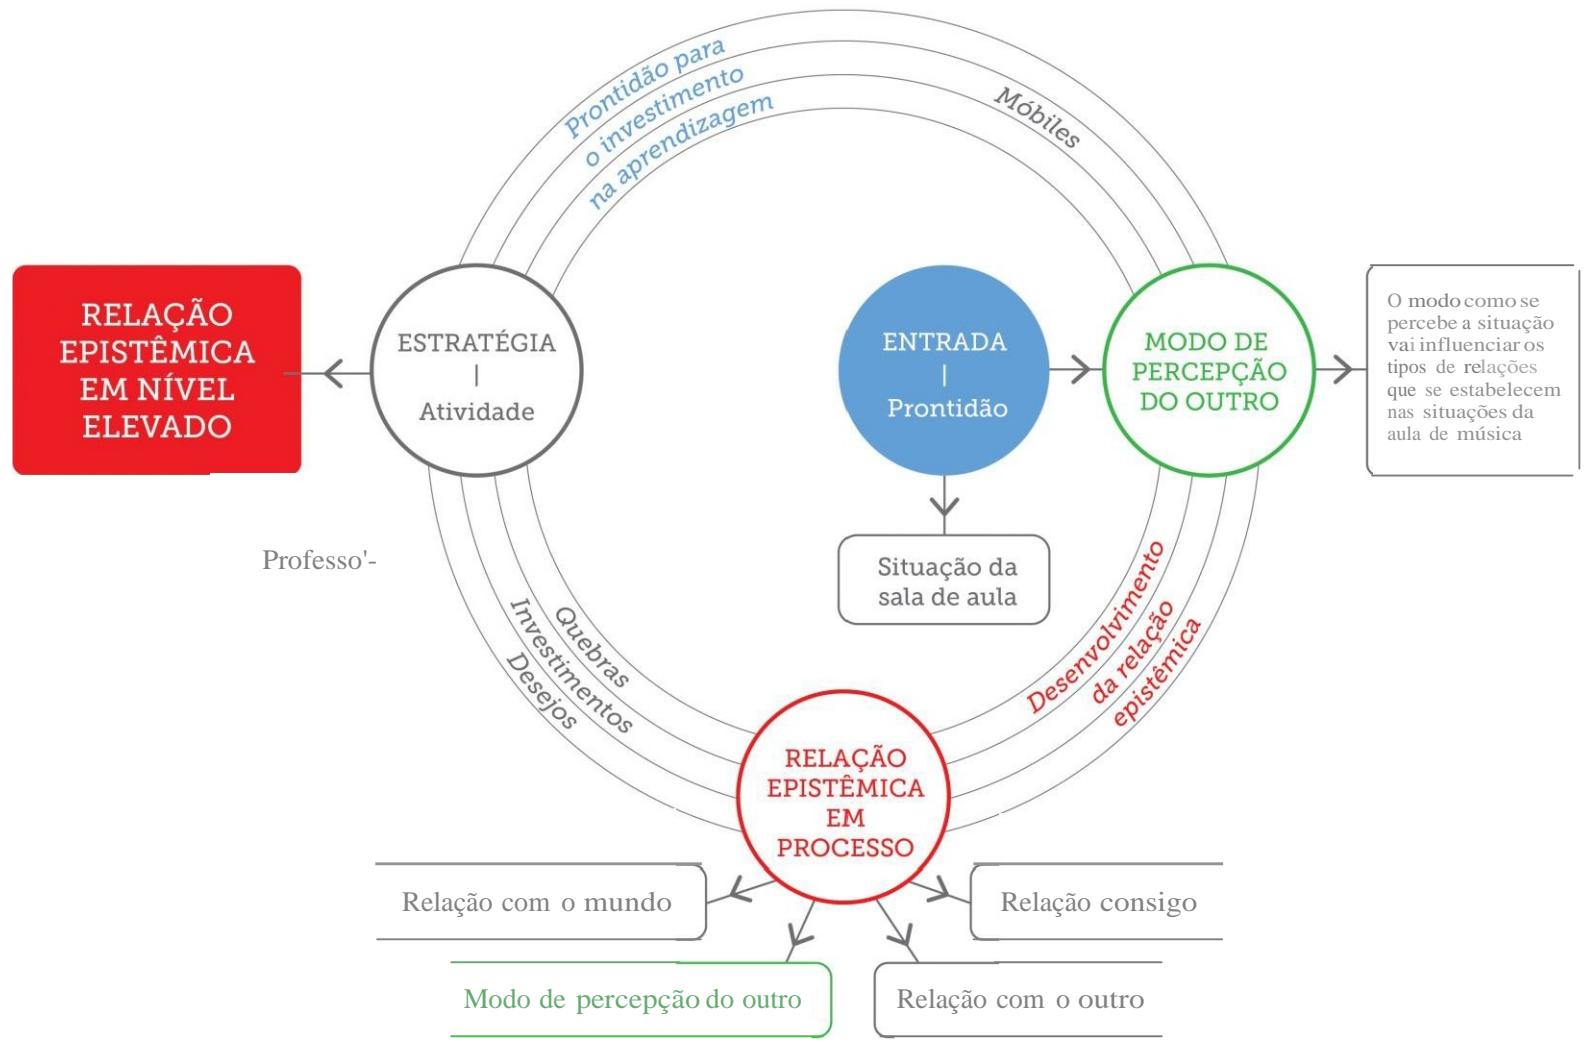 Prontidão para
o investimento
na aprendizagem
Móbiles
RELAÇÃO
EPISTÊMICA
EM NÍVEL
ELEVADO
ESTRATÉGIA
|
Atividade
ENTRADA
|
Prontidão
MODO DE
PERCEPÇÃO
DO OUTRO
O modo como se
percebe a situação
vai influenciar os
tipos de relações
que se estabelecem
nas situações da
aula de música
Professo'-
Situação da
sala de aula
Quebras
Investimentos
Desejos
Desenvolvimento
da relação
epistêmica
RELAÇÃO
EPISTÊMICA
EM
PROCESSO
Relação com o mundo
Relação consigo
Modo de percepção do outro
Relação com o outro